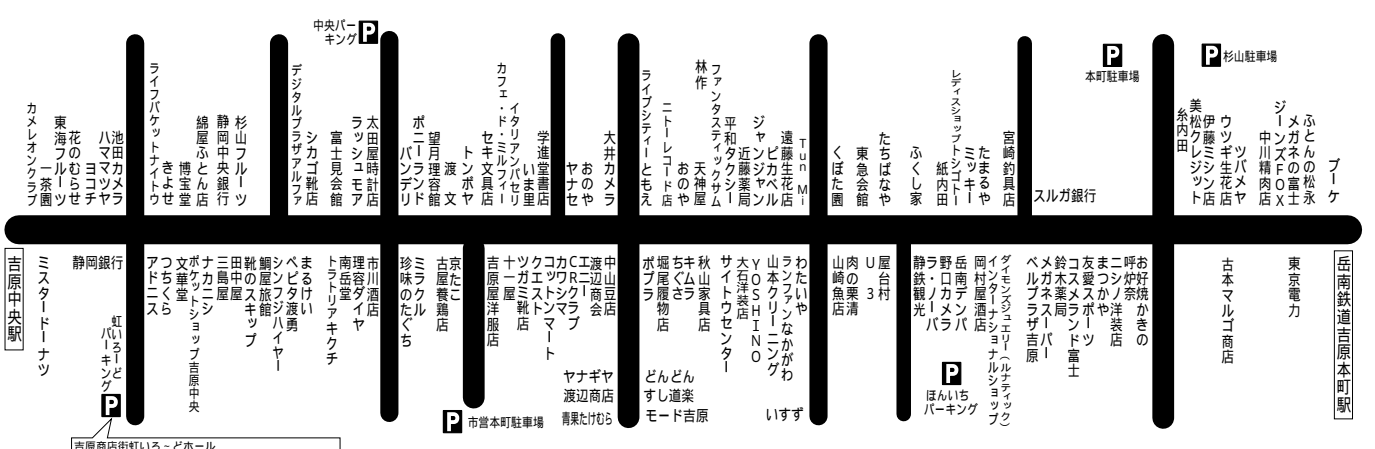 中央パー
キング
P
P
本町駐車場
P
杉山駐車場
カメレオンクラブ
一茶園
東海フルーツ
花のむらせ
ヨコチ
ハママツヤ
池田カメラ
ライフバケットナイトウ
きよせ
博宝堂
綿屋ふとん店
静岡中央銀行
杉山フルーツ
デジタルプラザアルファ
シカゴ靴店
富士見会館
ラッシュモア
太田屋時計店
バンデリ
ポニーランド
望月理容館
渡文
トンボヤ
セキ文具店
カフェ・ド・ミルフィー
イタリアンパセリ
いま里
学進堂書店
ヤナセ
おのや
大井カメラ
ライブシティーともえ
ニトーレコード店
おのや
天神屋
林作
ファンタスティックサム
平和タクシー
近藤薬局
ジャンジャン
ピカベル
遠藤生花店
Tun Mi
くぼた園
東急会館
たちばなや
ふくし家
紙内田
レディスショップトシゴトー
ミッキー
たまるや
宮崎釣具店
スルガ銀行
糸内田
美松クレジット
伊藤ミシン店
ウツギ生花店
ツバメヤ
中川精肉店
ジーンズFOX
メガネの富士
ふとんの松永
ブーケ
吉原中央駅
ミスタードーナツ
静岡銀行
虹いろーど
パーキング
P
アドニス
つちくら
文華堂
ポケットショップ吉原中央
ナカニシ
三島屋
田中屋
靴のスキップ
鯛屋旅館
シンフジハイヤー
ペピタ渡勇
まるけい
トラットリアキクチ
南岳堂
理容ダイヤ
市川酒店
珍味のたぐち
ミラクル
古屋養鶏店
京たこ
吉原屋洋服店
十一屋
ツガミ靴店
クエスト
コットンマート
カワシマ
CRクラブ
エニー
渡辺商会
中山豆店
ヤナギヤ
渡辺商店
青果たけむら
P
市営本町駐車場
ポプラ
堀尾履物店
ちぐさ
キムラ
秋山家具店
サイトウセンター
大石洋装店
YOSHINO
山本クリーニング
ランファンなかがわ
わたいや
どんどん
すし道楽
モード吉原
いすず
山崎魚店
肉の栗清
U3
屋台村
静鉄観光
ラ・ノーバ
野口カメラ
岳南デンバ
岡村屋酒店
インターナショナルショップ
ダイモンズジュエリー(ルナティック)
ベルプラザ吉原
メガネスーパー
鈴木薬局
コスメランド富士
友愛スポーツ
まつかや
ニシノ洋装店
呼炉奈
お好焼かきの
P
ほんいち
パーキング
古本マルゴ商店
東京電力
岳南鉄道吉原本町駅
吉原商店街虹いろ~どホール